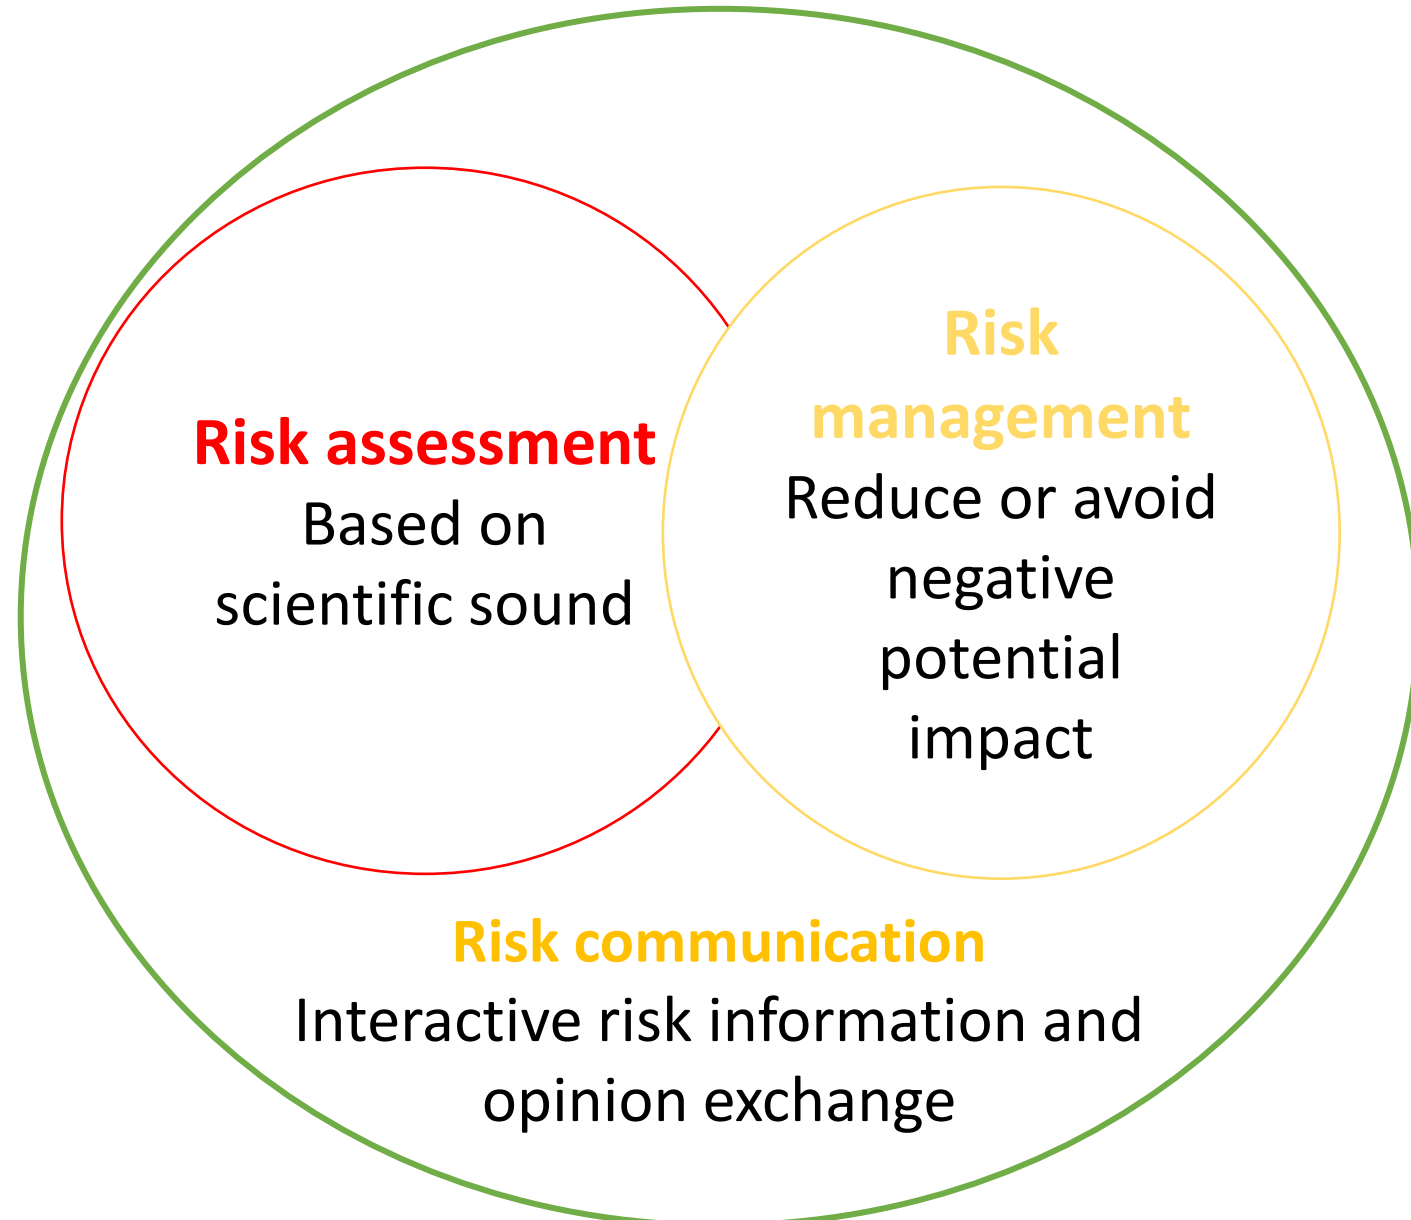 Risk assessment
Based on
scientific sound
Risk
management
Reduce or avoid
negative
potential
impact
Risk communication
Interactive risk information and
opinion exchange